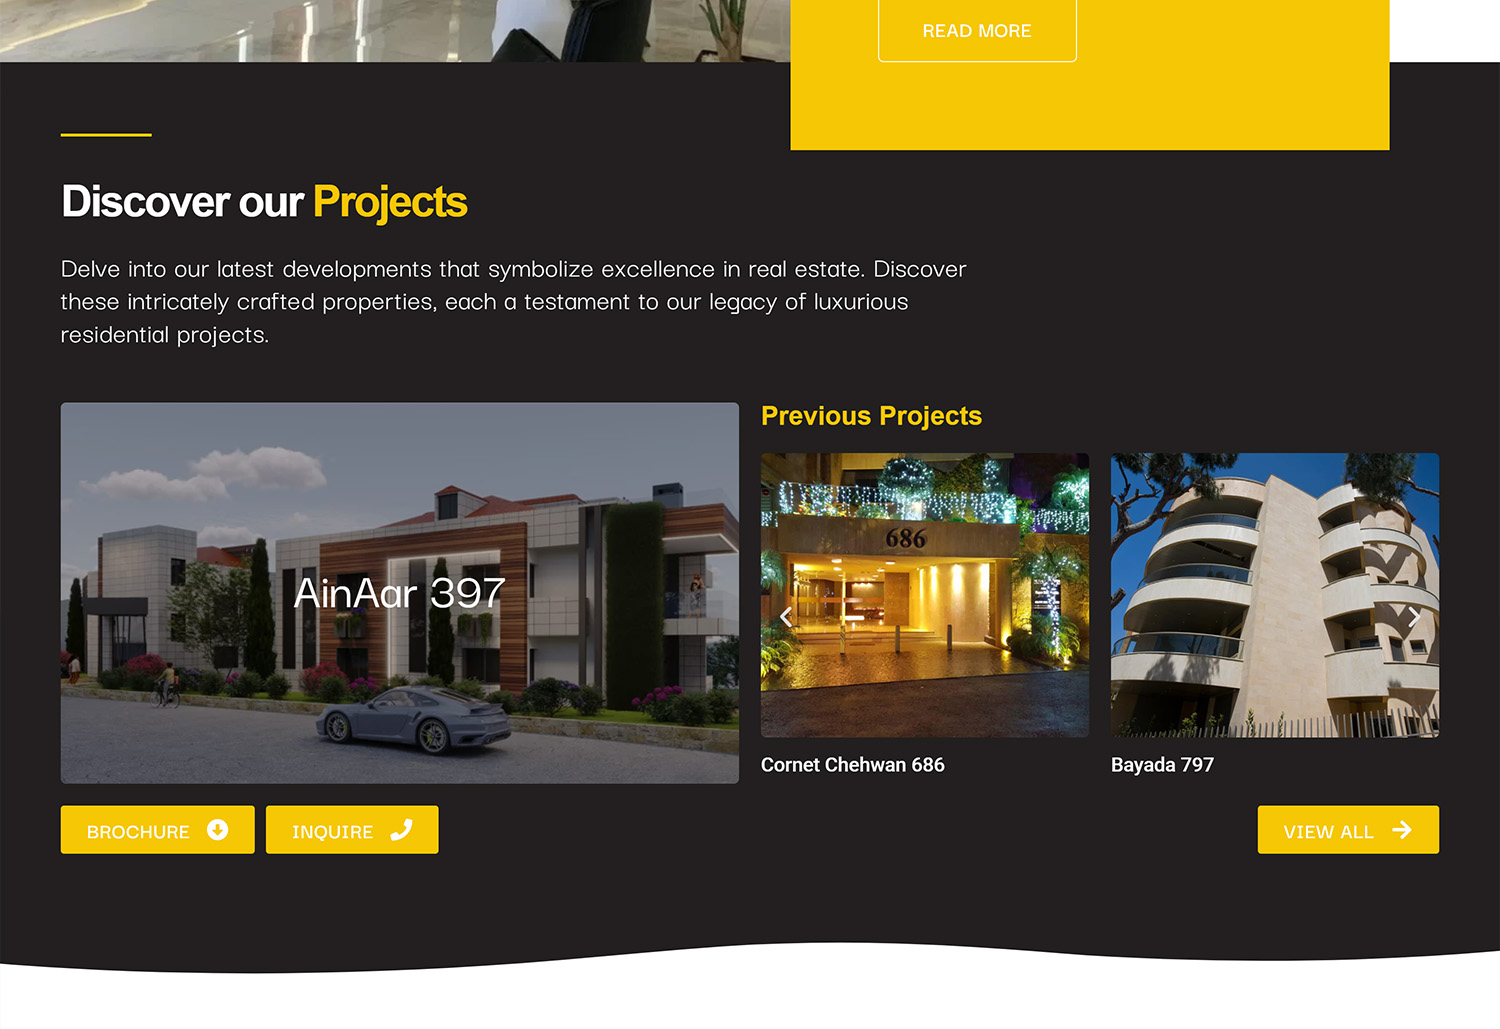 READ MORE
Discover our Projects
Delve into our latest developments that symbolize excellence in real estate. Discover
these intricately crafted properties, each a testament to our legacy of luxurious
residential projects.
AinAar 397
Previous Projects
686
Cornet Chehwan 686
Bayada 797
BROCHURE
INQUIRE
VIEW ALL